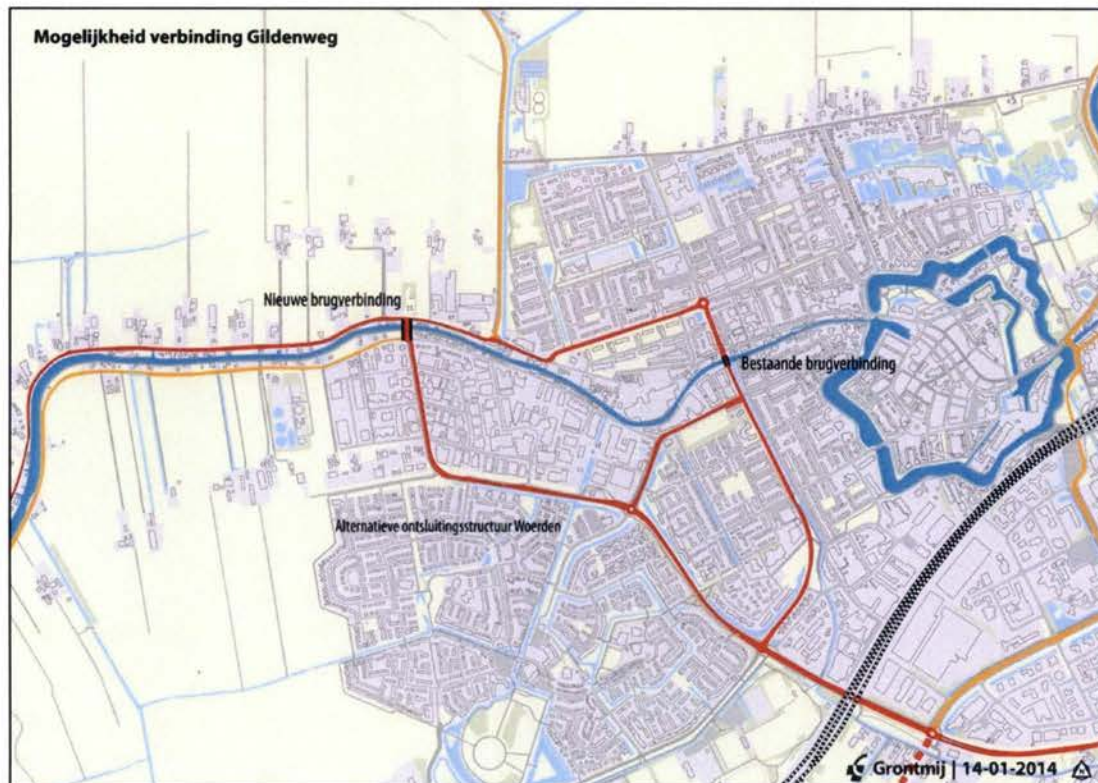 Mogelijkheid verbinding Gildenweg
Nieuwe brugverbinding
Bestaande brugverbinding
Alternatieve ontsluitingsstructuur Woerden
Grontmij | 14-01-2014